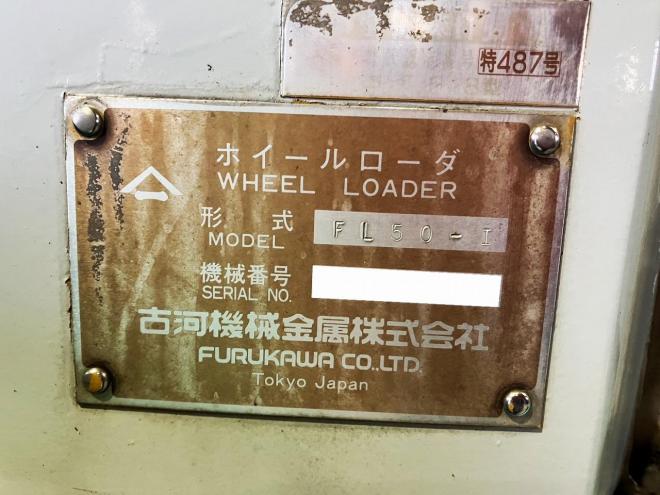 特487号
ホイールローダ
WHEEL LOADER
形 式
MODEL FL50-I
機械番号
SERIAL NO.
古河機械金属株式会社
FURUKAWA CO.,LTD.
Tokyo Japan